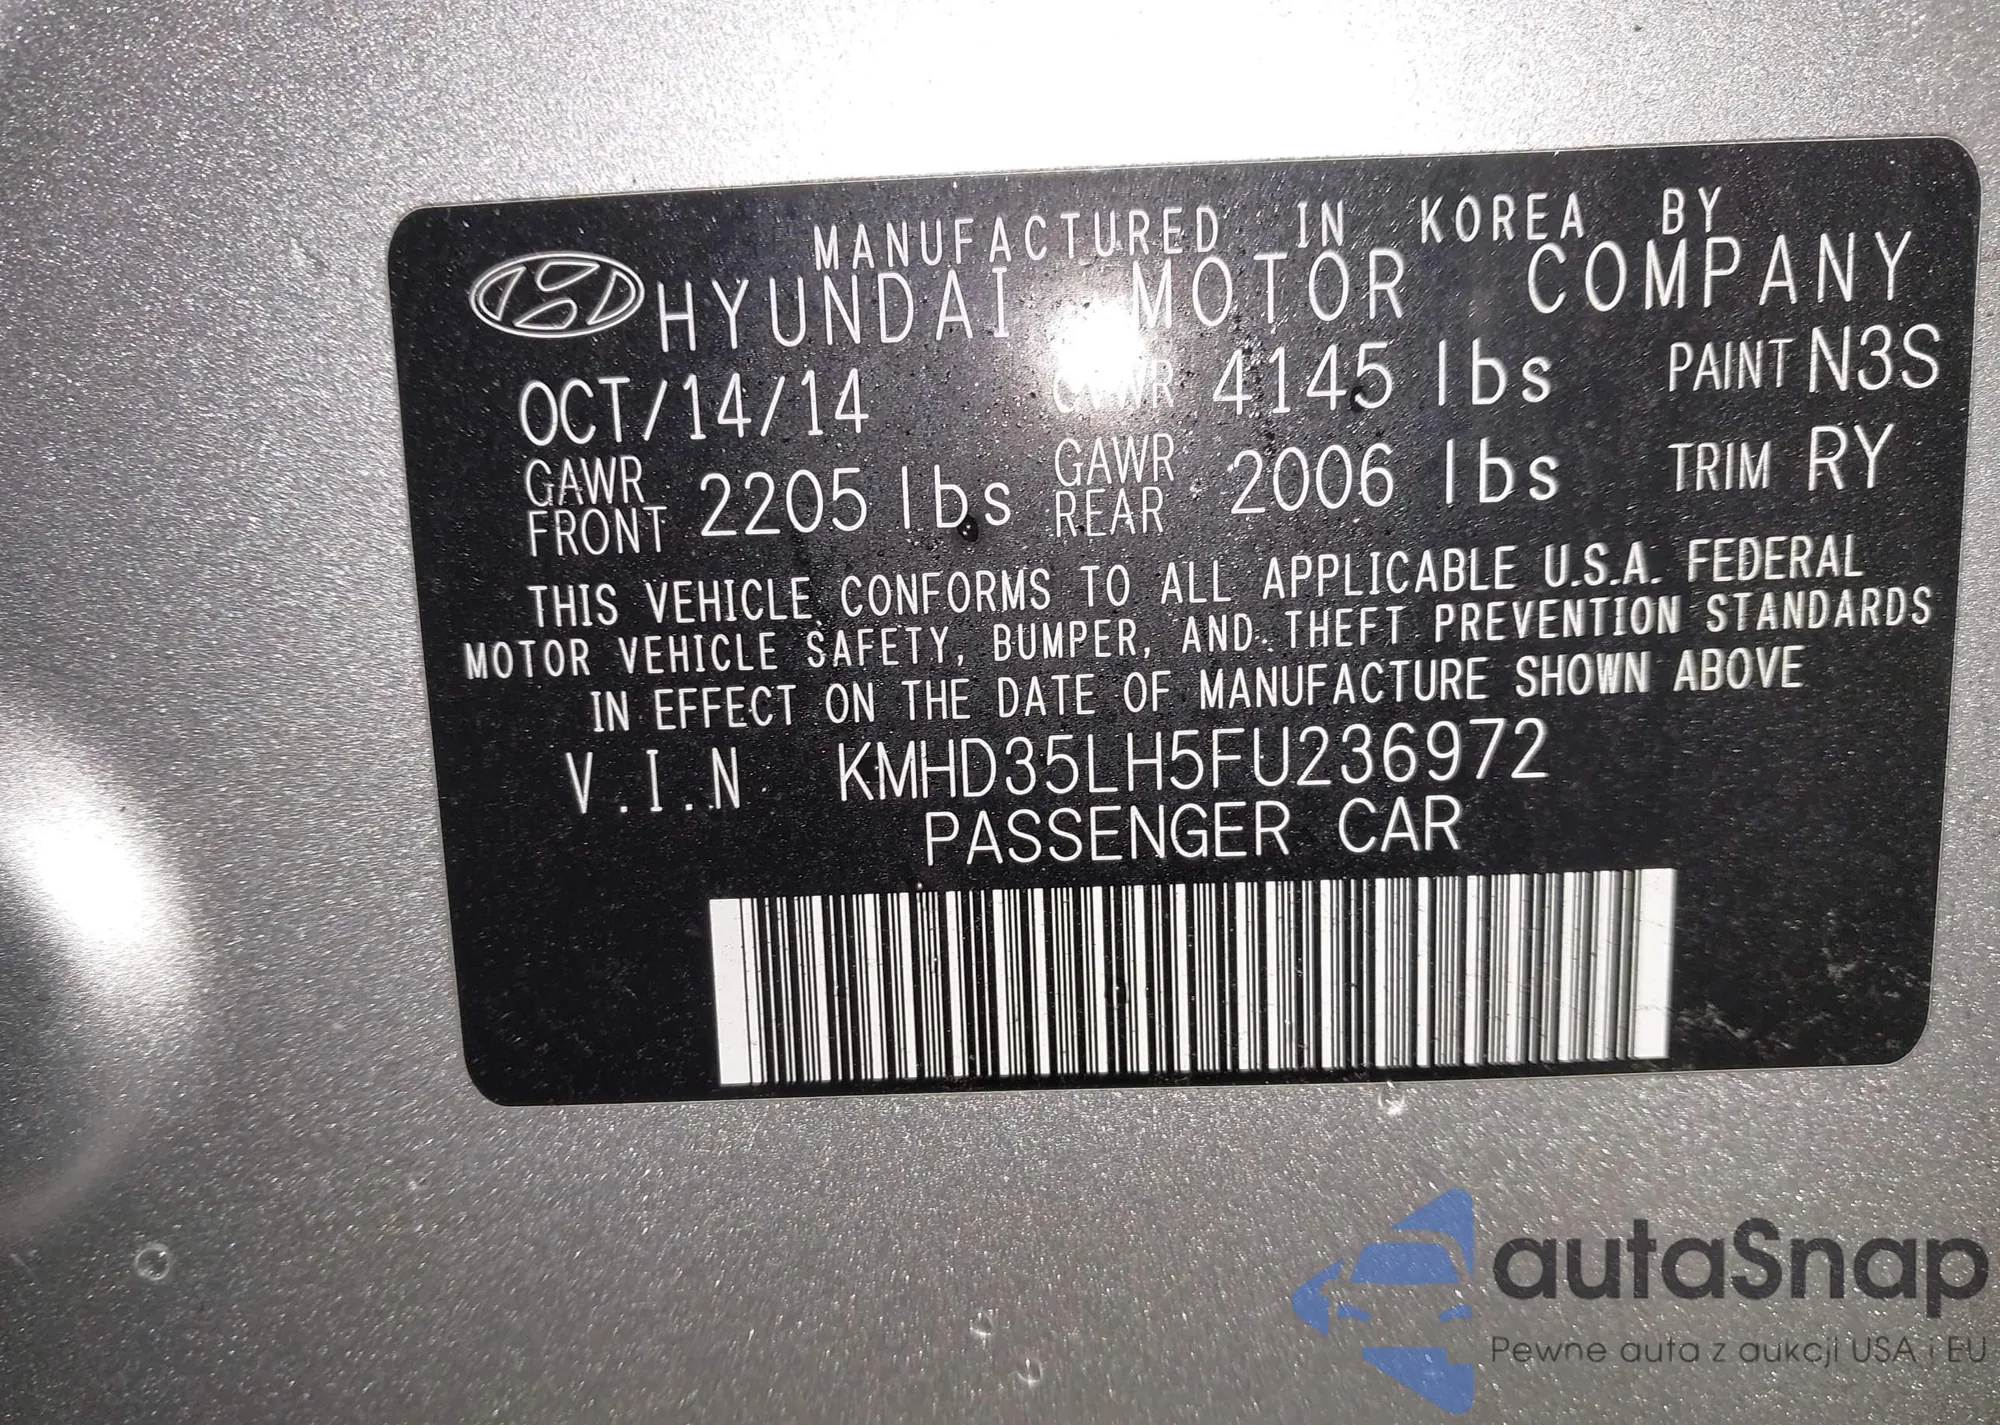 MANUFACTURED IN KOREA BY
HYUNDAI MOTOR COMPANY
OCT/14/14 GVWR 4145 lbs PAINT N3S
GAWR FRONT 2205 lbs GAWR REAR 2006 lbs TRIM RY
THIS VEHICLE CONFORMS TO ALL APPLICABLE U.S.A. FEDERAL
MOTOR VEHICLE SAFETY, BUMPER, AND THEFT PREVENTION STANDARDS
IN EFFECT ON THE DATE OF MANUFACTURE SHOWN ABOVE
V.I.N KMHD35LH5FU236972
PASSENGER CAR
autaSnap
Pewne auta z aukcji USA i EU